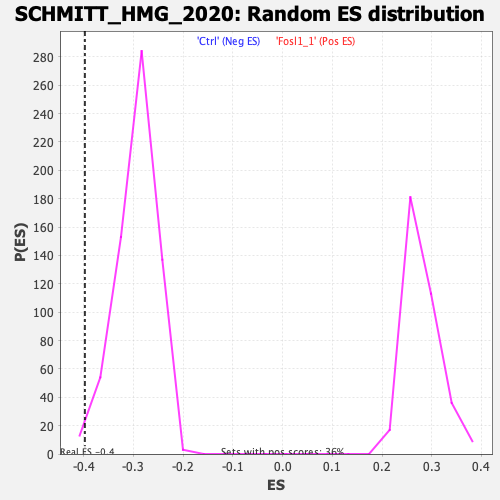 SCHMITT_HMG_2020: Random ES distribution
'Ctrl' (Neg ES) 'Fosl1_1' (Pos ES)
P(ES)
280
260
240
220
200
180
160
140
120
100
80
60
40
20
0
Real ES -0.4
Sets with pos scores: 36%
-0.4 -0.3 -0.2 -0.1 0.0 0.1 0.2 0.3 0.4
ES